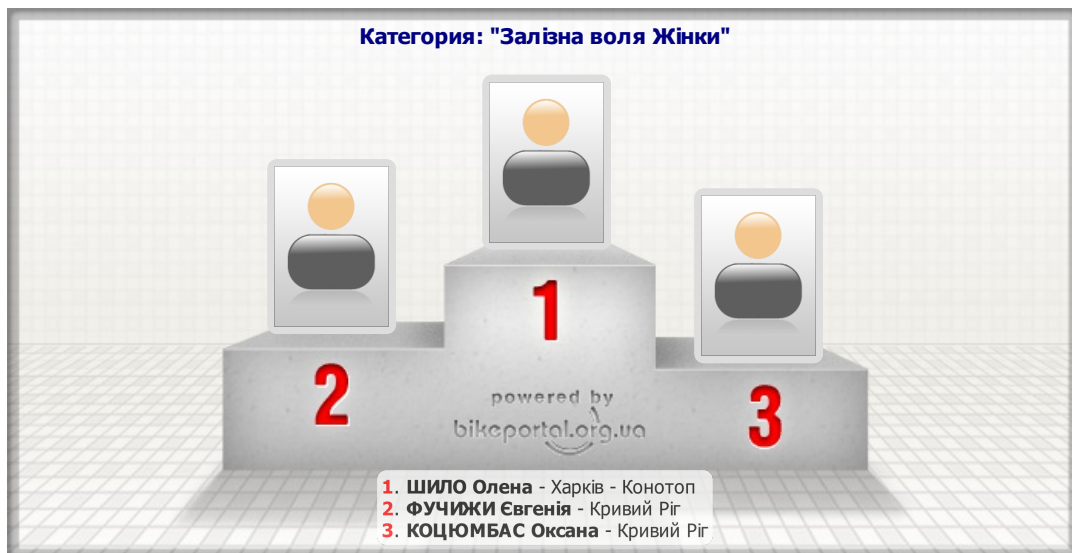 Категория: "Залізна воля Жінки"
1
2
3
powered by
bikeportal.org.ua
1. ШИЛО Олена - Харків - Конотоп
2. ФУЧИЖИ Євгенія - Кривий Ріг
3. КОЦЮМБАС Оксана - Кривий Ріг